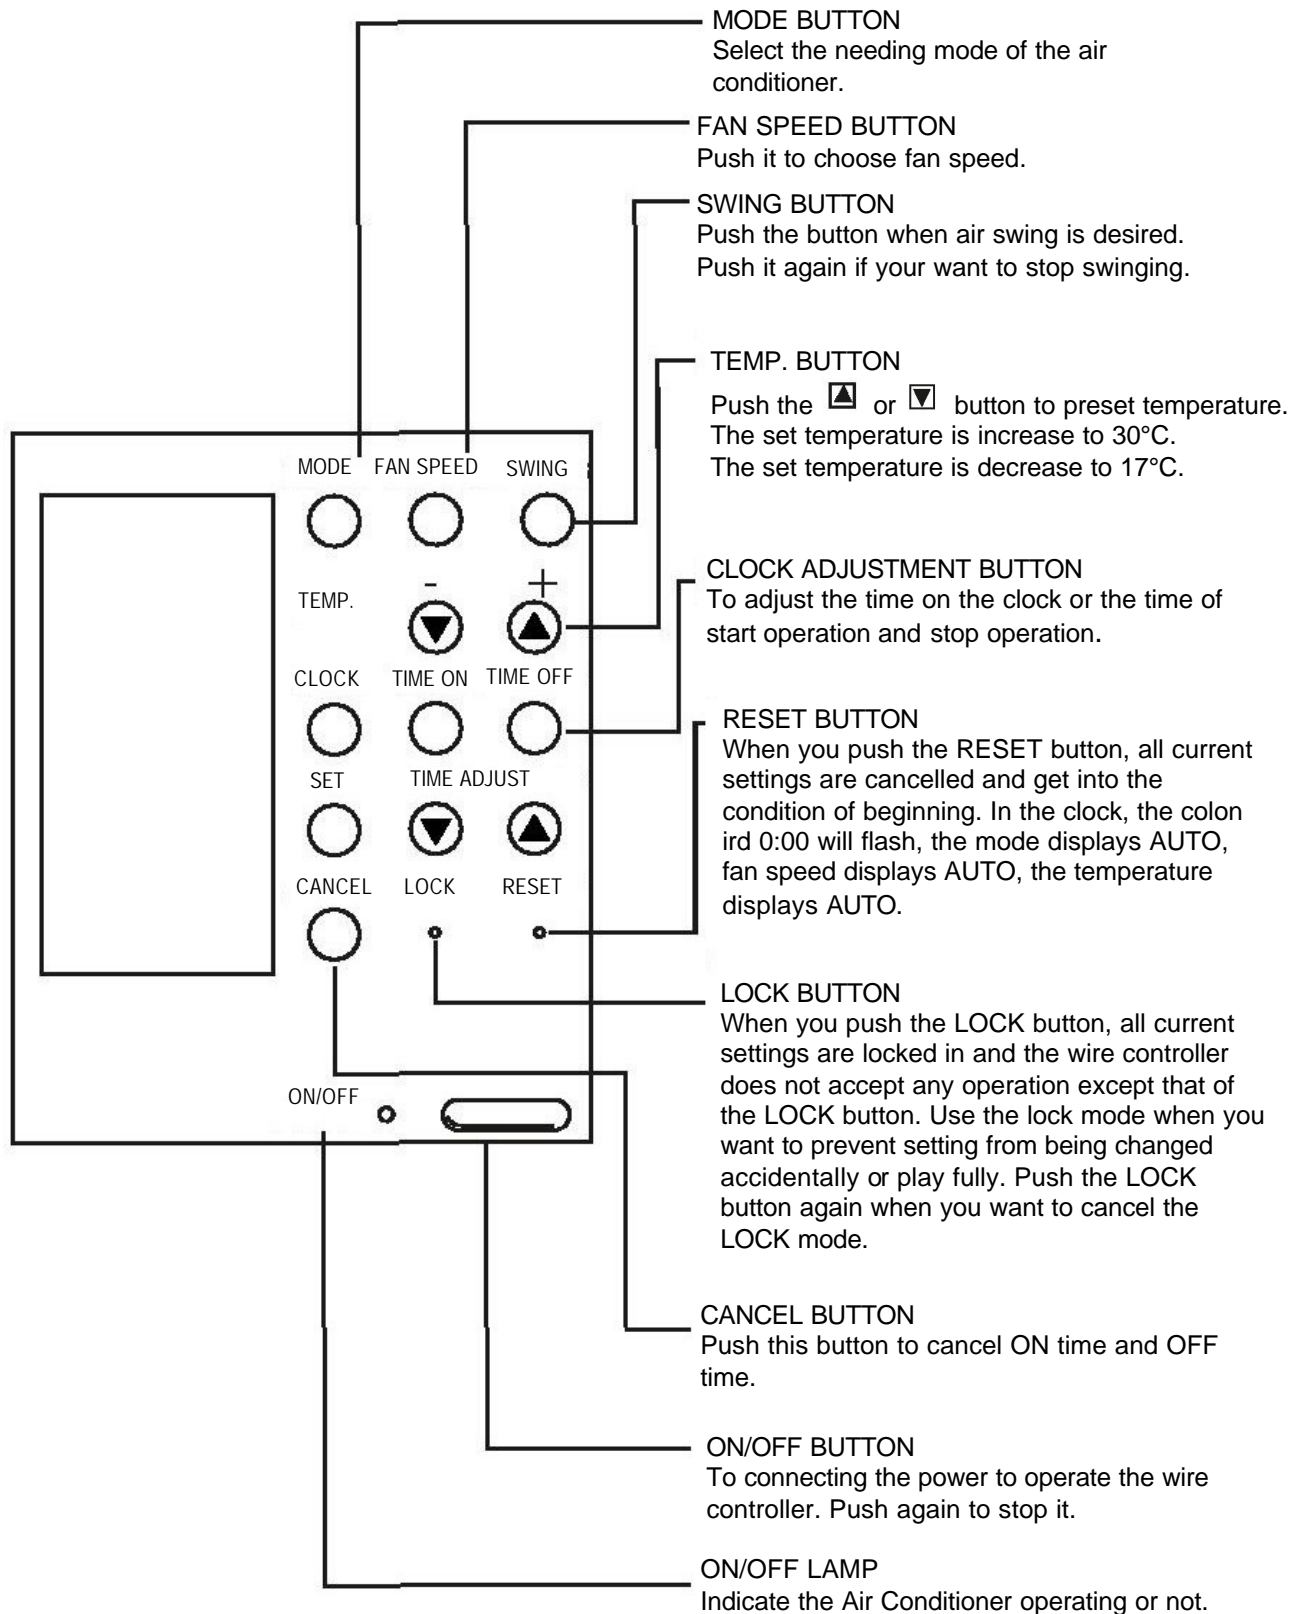 MODE BUTTON
Select the needing mode of the air
conditioner.
FAN SPEED BUTTON
Push it to choose fan speed.
SWING BUTTON
Push the button when air swing is desired.
Push it again if your want to stop swinging.
TEMP. BUTTON
Push the ▲ or ▼ button to preset temperature.
The set temperature is increase to 30°C.
The set temperature is decrease to 17°C.
MODE FAN SPEED SWING
- +
TEMP.
CLOCK TIME ON TIME OFF
SET TIME ADJUST
CANCEL LOCK RESET
ON/OFF
CLOCK ADJUSTMENT BUTTON
To adjust the time on the clock or the time of
start operation and stop operation.
RESET BUTTON
When you push the RESET button, all current
settings are cancelled and get into the
condition of beginning. In the clock, the colon
ird 0:00 will flash, the mode displays AUTO,
fan speed displays AUTO, the temperature
displays AUTO.
LOCK BUTTON
When you push the LOCK button, all current
settings are locked in and the wire controller
does not accept any operation except that of
the LOCK button. Use the lock mode when you
want to prevent setting from being changed
accidentally or play fully. Push the LOCK
button again when you want to cancel the
LOCK mode.
CANCEL BUTTON
Push this button to cancel ON time and OFF
time.
ON/OFF BUTTON
To connecting the power to operate the wire
controller. Push again to stop it.
ON/OFF LAMP
Indicate the Air Conditioner operating or not.